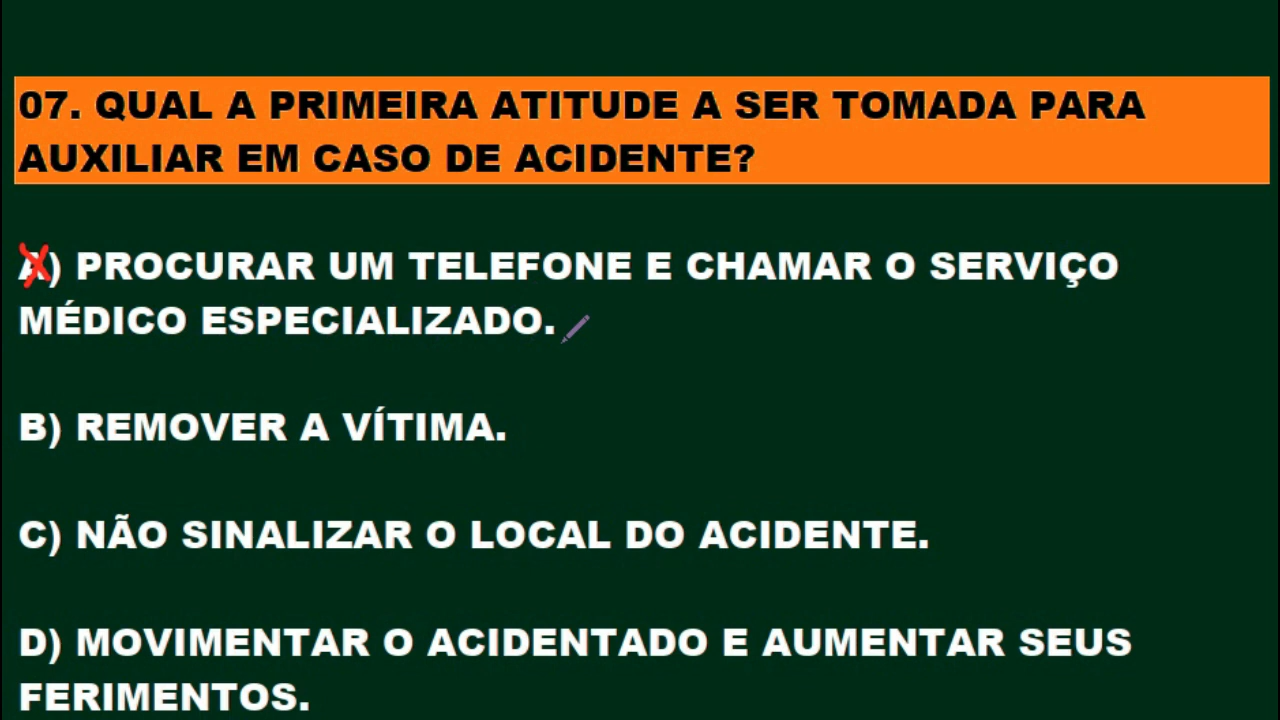 07. QUAL A PRIMEIRA ATITUDE A SER TOMADA PARA
AUXILIAR EM CASO DE ACIDENTE?
A) PROCURAR UM TELEFONE E CHAMAR O SERVIÇO
MÉDICO ESPECIALIZADO.
B) REMOVER A VÍTIMA.
C) NÃO SINALIZAR O LOCAL DO ACIDENTE.
D) MOVIMENTAR O ACIDENTADO E AUMENTAR SEUS
FERIMENTOS.